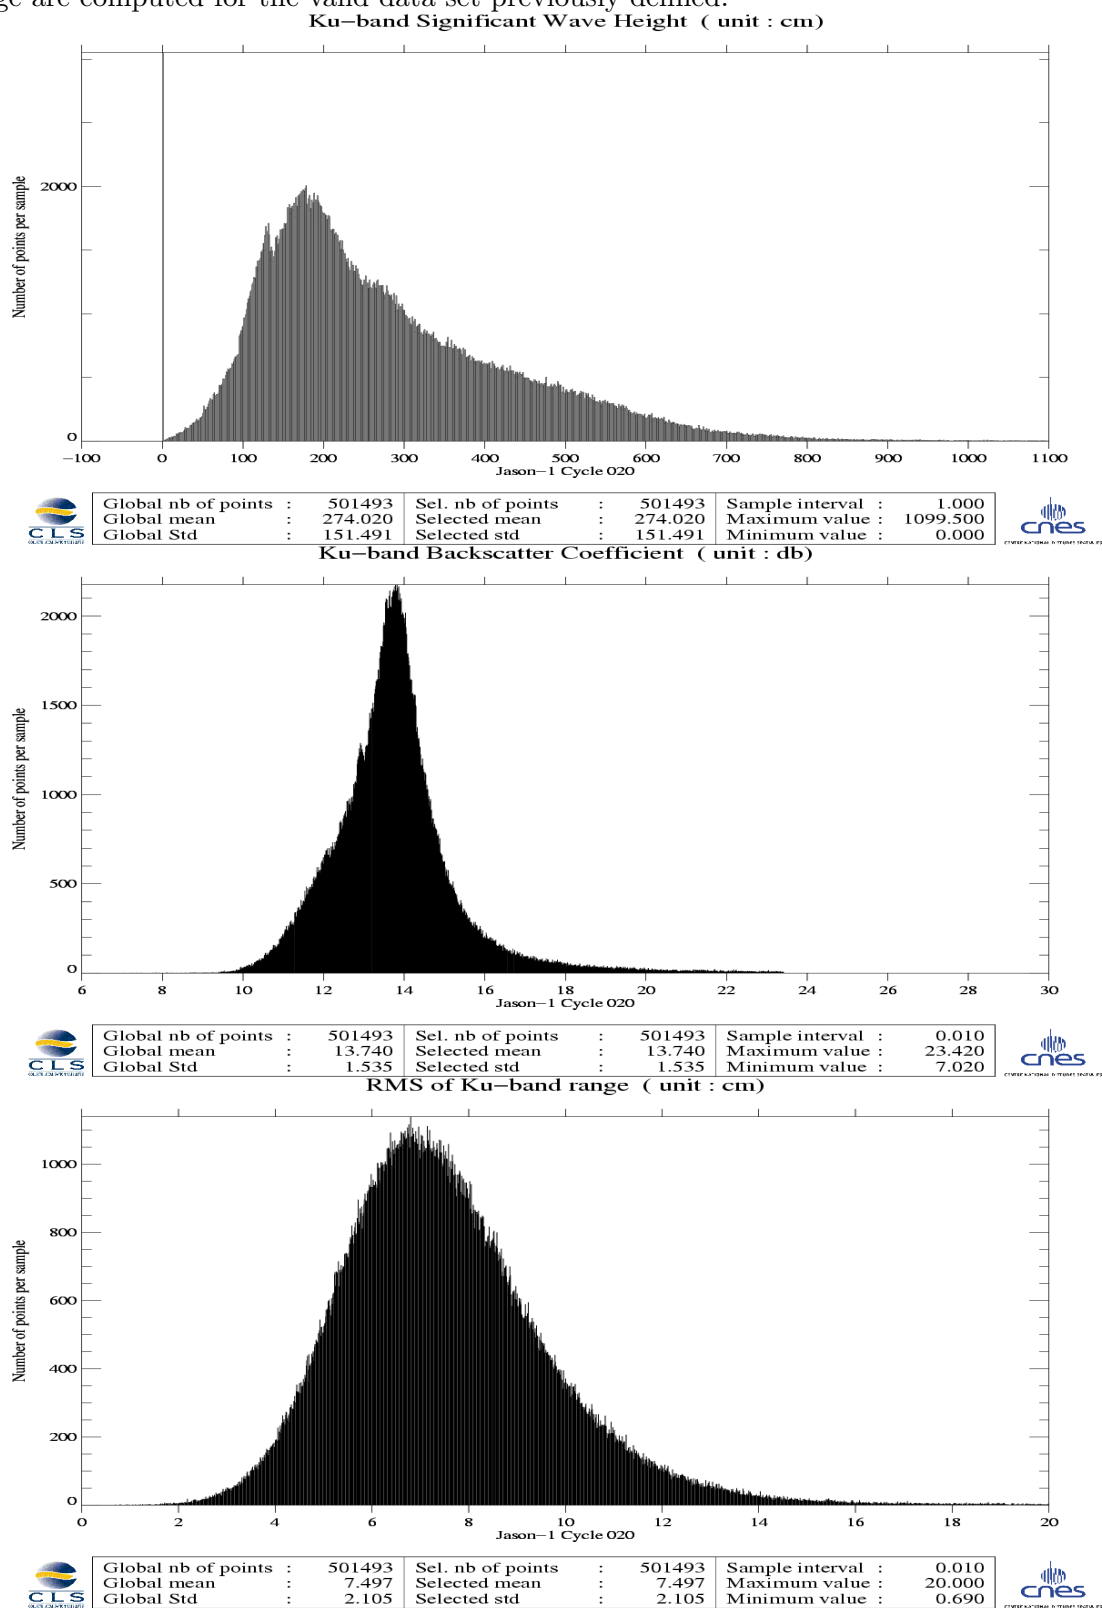 ge are computed for the valid data set previously defined.
Ku-band Significant Wave Height ( unit : cm)
Number of points per sample
2000
0
-100 0 100 200 300 400 500 600 700 800 900 1000 1100
Jason-1 Cycle 020
CLS
Global nb of points : 501493 Sel. nb of points : 501493 Sample interval : 1.000
Global mean : 274.020 Selected mean : 274.020 Maximum value : 1099.500
Global Std : 151.491 Selected std : 151.491 Minimum value : 0.000
cnes
Ku-band Backscatter Coefficient ( unit : db)
Number of points per sample
2000
1500
1000
500
0
6 8 10 12 14 16 18 20 22 24 26 28 30
Jason-1 Cycle 020
CLS
Global nb of points : 501493 Sel. nb of points : 501493 Sample interval : 0.010
Global mean : 13.740 Selected mean : 13.740 Maximum value : 23.420
Global Std : 1.535 Selected std : 1.535 Minimum value : 7.020
cnes
RMS of Ku-band range ( unit : cm)
Number of points per sample
1000
800
600
400
200
0
0 2 4 6 8 10 12 14 16 18 20
Jason-1 Cycle 020
CLS
Global nb of points : 501493 Sel. nb of points : 501493 Sample interval : 0.010
Global mean : 7.497 Selected mean : 7.497 Maximum value : 20.000
Global Std : 2.105 Selected std : 2.105 Minimum value : 0.690
cnes